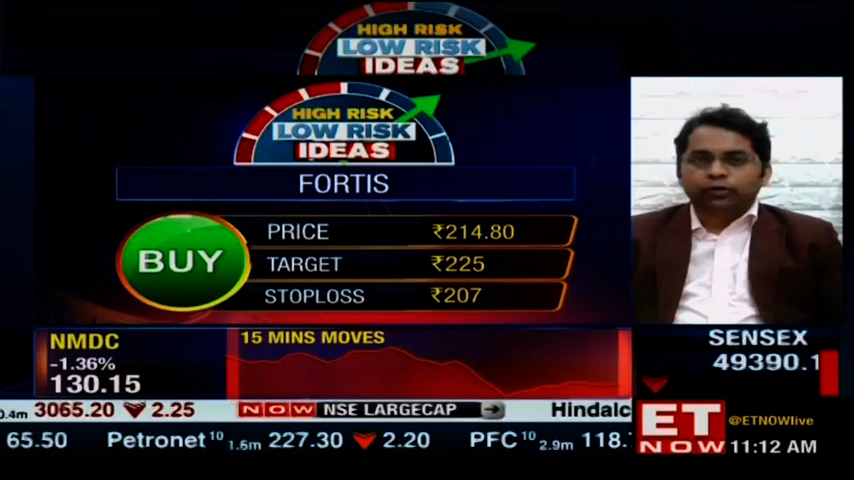 HIGH RISK
LOW RISK
IDEAS
HIGH RISK
LOW RISK
IDEAS
FORTIS
BUY
PRICE ₹214.80
TARGET ₹225
STOPLOSS ₹207
NMDC
-1.36%
130.15
15 MINS MOVES
SENSEX
49390.1
0.4m 3065.20 2.25 NOW NSE LARGECAP Hindalc
65.50 Petronet 10 1.6m 227.30 2.20 PFC 10 2.9m 118.
ET
NOW
@ETNOWlive
11:12 AM